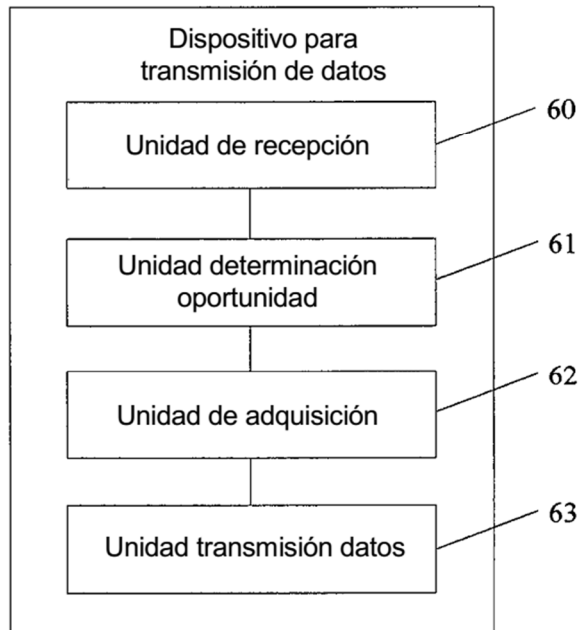 Dispositivo para
transmisión de datos
Unidad de recepción
60
Unidad determinación
oportunidad
61
Unidad de adquisición
62
Unidad transmisión datos
63